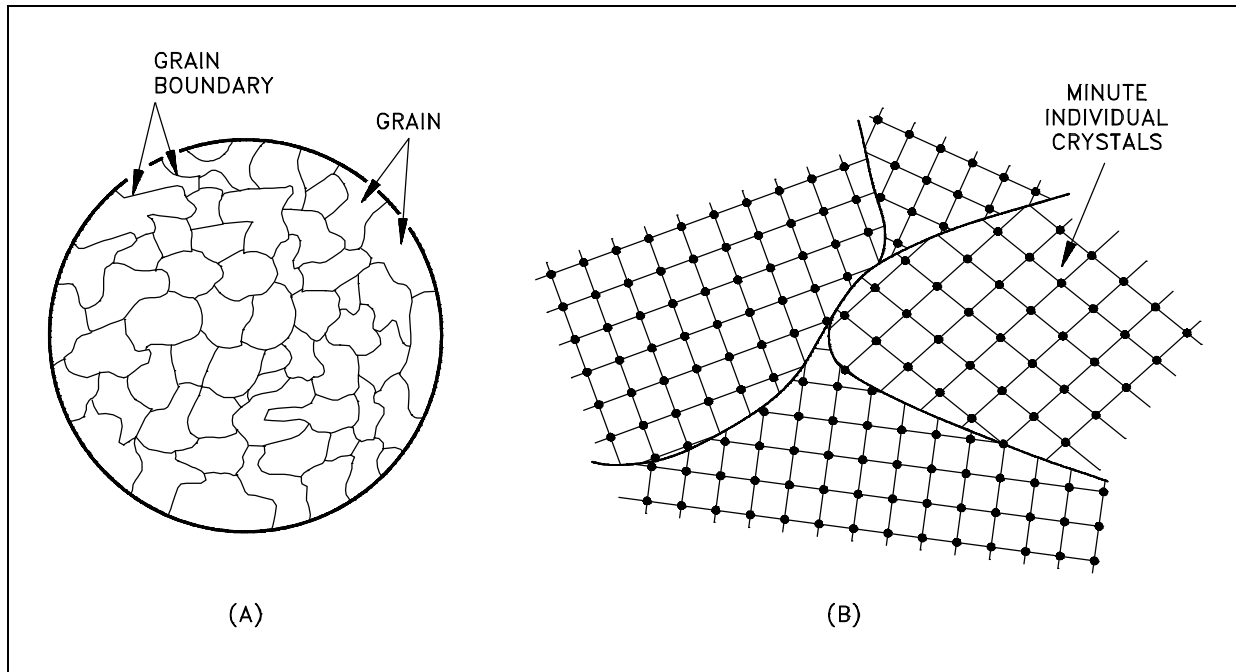 GRAIN
BOUNDARY
GRAIN
MINUTE
INDIVIDUAL
CRYSTALS
(A)
(B)